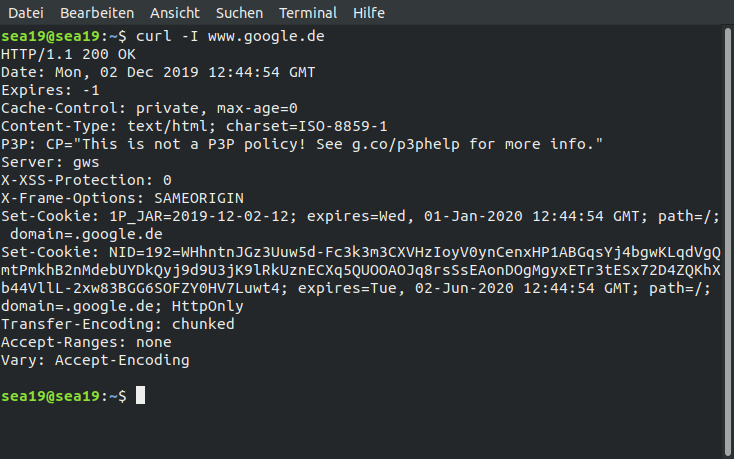 Datei Bearbeiten Ansicht Suchen Terminal Hilfe
sea19@sea19:~$ curl -I www.google.de
HTTP/1.1 200 OK
Date: Mon, 02 Dec 2019 12:44:54 GMT
Expires: -1
Cache-Control: private, max-age=0
Content-Type: text/html; charset=ISO-8859-1
P3P: CP="This is not a P3P policy! See g.co/p3phelp for more info."
Server: gws
X-XSS-Protection: 0
X-Frame-Options: SAMEORIGIN
Set-Cookie: 1P_JAR=2019-12-02-12; expires=Wed, 01-Jan-2020 12:44:54 GMT; path=/;
 domain=.google.de
Set-Cookie: NID=192=WHhntnJGz3Uuw5d-Fc3k3m3CXVHzIoyV0ynCenxHP1ABGqsYj4bgwKLqdVgQ
mtPmkhB2nMdebUYDkQyj9d9U3jK9lRkUznECXq5QUOOAOJq8rsSsEAonDOgMgyxETr3tESx72D4ZQKhX
b44VllL-2xw83BGG6SOFZY0HV7Luwt4; expires=Tue, 02-Jun-2020 12:44:54 GMT; path=/;
domain=.google.de; HttpOnly
Transfer-Encoding: chunked
Accept-Ranges: none
Vary: Accept-Encoding
sea19@sea19:~$